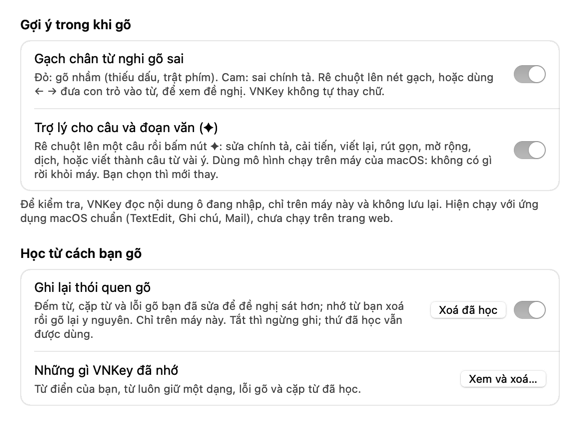 Gợi ý trong khi gõ
Gạch chân từ nghi gõ sai
Đỏ: gõ nhầm (thiếu dấu, trật phím). Cam: sai chính tả. Rê chuột lên nét gạch, hoặc dùng
← → đưa con trỏ vào từ, để xem đề nghị. VNKey không tự thay chữ.
Trợ lý cho câu và đoạn văn (✦)
Rê chuột lên một câu rồi bấm nút ✦: sửa chính tả, cải tiến, viết lại, rút gọn, mở rộng,
dịch, hoặc viết thành câu từ vài ý. Dùng mô hình chạy trên máy của macOS: không có gì
rời khỏi máy. Bạn chọn thì mới thay.
Để kiểm tra, VNKey đọc nội dung ô đang nhập, chỉ trên máy này và không lưu lại. Hiện chạy với ứng
dụng macOS chuẩn (TextEdit, Ghi chú, Mail), chưa chạy trên trang web.
Học từ cách bạn gõ
Ghi lại thói quen gõ
Đếm từ, cặp từ và lỗi gõ bạn đã sửa để đề nghị sát hơn; nhớ từ bạn xoá
rồi gõ lại y nguyên. Chỉ trên máy này. Tắt thì ngừng ghi; thứ đã học vẫn
được dùng.
Xoá đã học
Những gì VNKey đã nhớ
Từ điển của bạn, từ luôn giữ một dạng, lỗi gõ và cặp từ đã học.
Xem và xoá...